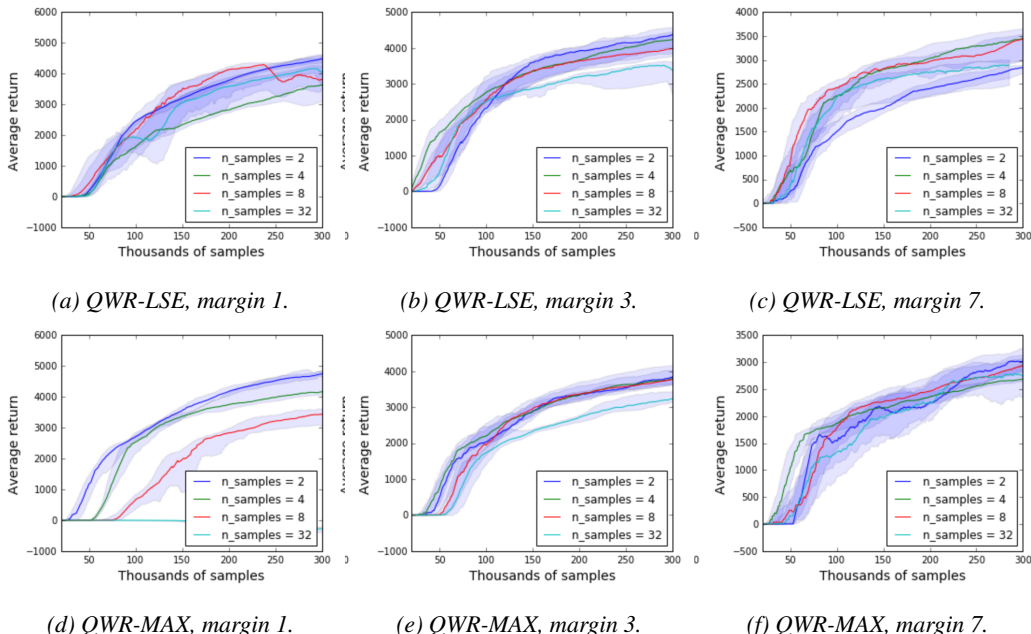 6000
5000
4000
3000
2000
1000
0
−1000
Average return
50 100 150 200 250 300
Thousands of samples
n_samples = 2
n_samples = 4
n_samples = 8
n_samples = 32
(a) QWR-LSE, margin 1.
5000
4000
3000
2000
1000
0
−1000
Average return
0 50 100 150 200 250 300
Thousands of samples
n_samples = 2
n_samples = 4
n_samples = 8
n_samples = 32
(b) QWR-LSE, margin 3.
4000
3500
3000
2500
2000
1500
1000
500
0
−500
Average return
0 50 100 150 200 250 300
Thousands of samples
n_samples = 2
n_samples = 4
n_samples = 8
n_samples = 32
(c) QWR-LSE, margin 7.
6000
5000
4000
3000
2000
1000
0
−1000
Average return
50 100 150 200 250 300
Thousands of samples
n_samples = 2
n_samples = 4
n_samples = 8
n_samples = 32
(d) QWR-MAX, margin 1.
5000
4000
3000
2000
1000
0
−1000
Average return
0 50 100 150 200 250 300
Thousands of samples
n_samples = 2
n_samples = 4
n_samples = 8
n_samples = 32
(e) QWR-MAX, margin 3.
3500
3000
2500
2000
1500
1000
500
0
−500
Average return
0 50 100 150 200 250 300
Thousands of samples
n_samples = 2
n_samples = 4
n_samples = 8
n_samples = 32
(f) QWR-MAX, margin 7.